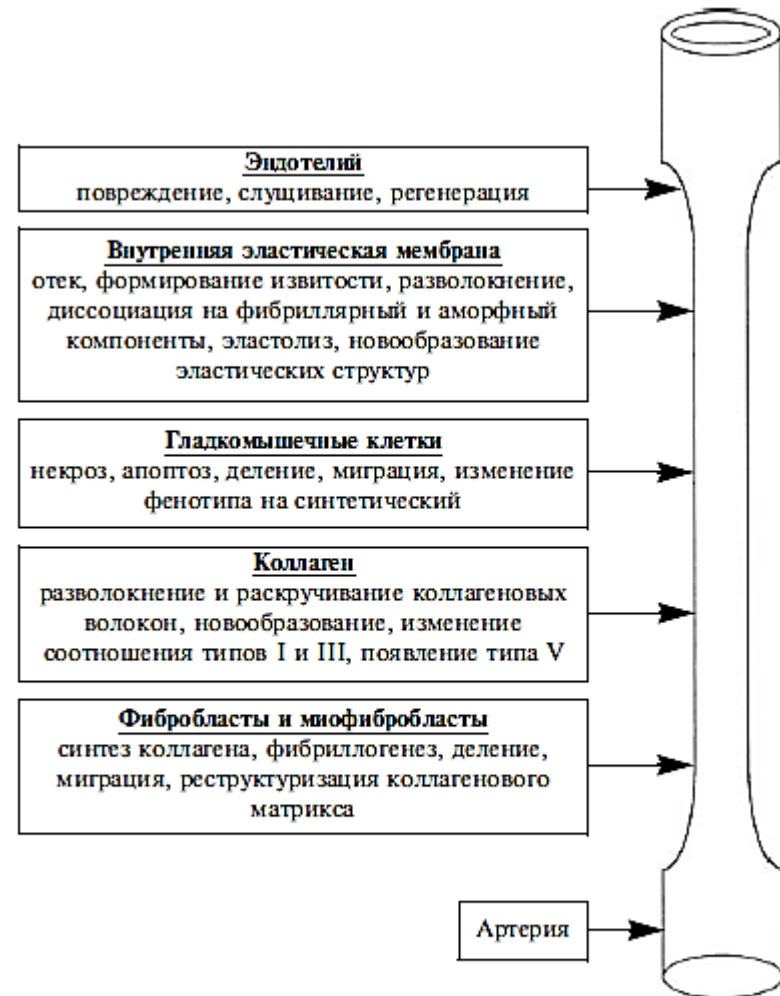 Эндотелий
повреждение, слущивание, регенерация
Внутренняя эластическая мембрана
отек, формирование извитости, разволокнение,
диссоциация на фибриллярный и аморфный
компоненты, эластолиз, новообразование
эластических структур
Гладкомышечные клетки
некроз, апоптоз, деление, миграция, изменение
фенотипа на синтетический
Коллаген
разволокнение и раскручивание коллагеновых
волокон, новообразование, изменение
соотношения типов I и III, появление типа V
Фибробласты и миофибробласты
синтез коллагена, фибриллогенез, деление,
миграция, реструктуризация коллагенового
матрикса
Артерия